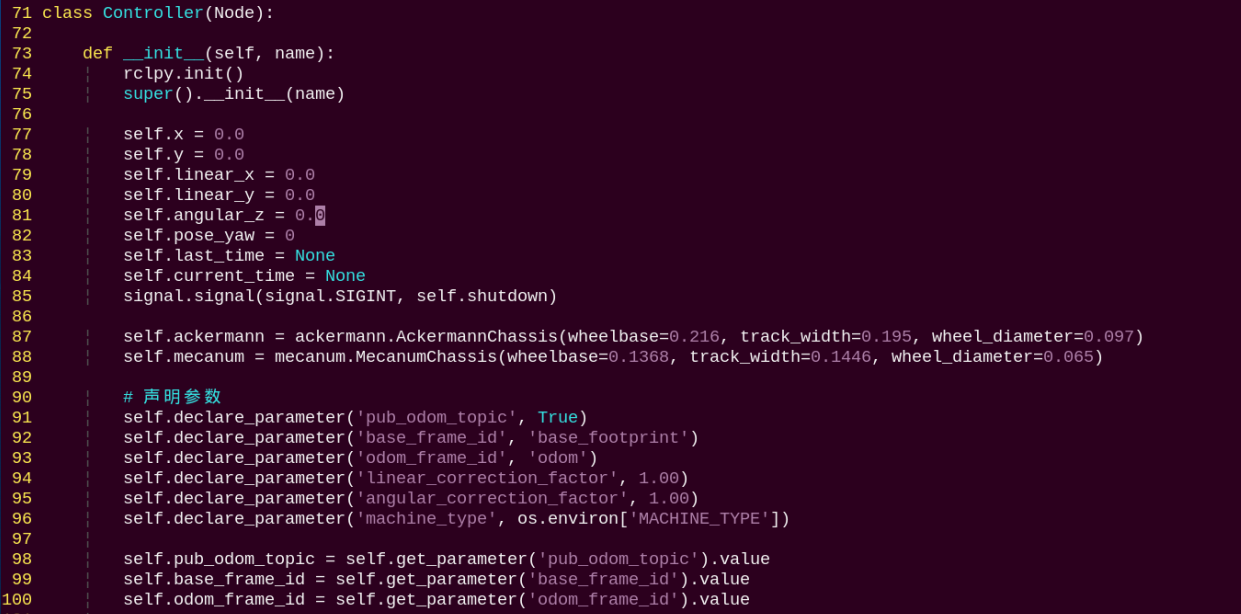 71 class Controller(Node):
72
73     def __init__(self, name):
74         rclpy.init()
75         super().__init__(name)
76
77         self.x = 0.0
78         self.y = 0.0
79         self.linear_x = 0.0
80         self.linear_y = 0.0
81         self.angular_z = 0.0
82         self.pose_yaw = 0
83         self.last_time = None
84         self.current_time = None
85         signal.signal(signal.SIGINT, self.shutdown)
86
87         self.ackermann = ackermann.AckermannChassis(wheelbase=0.216, track_width=0.195, wheel_diameter=0.097)
88         self.mecanum = mecanum.MecanumChassis(wheelbase=0.1368, track_width=0.1446, wheel_diameter=0.065)
89
90         # 声明参数
91         self.declare_parameter('pub_odom_topic', True)
92         self.declare_parameter('base_frame_id', 'base_footprint')
93         self.declare_parameter('odom_frame_id', 'odom')
94         self.declare_parameter('linear_correction_factor', 1.00)
95         self.declare_parameter('angular_correction_factor', 1.00)
96         self.declare_parameter('machine_type', os.environ['MACHINE_TYPE'])
97
98         self.pub_odom_topic = self.get_parameter('pub_odom_topic').value
99         self.base_frame_id = self.get_parameter('base_frame_id').value
100         self.odom_frame_id = self.get_parameter('odom_frame_id').value